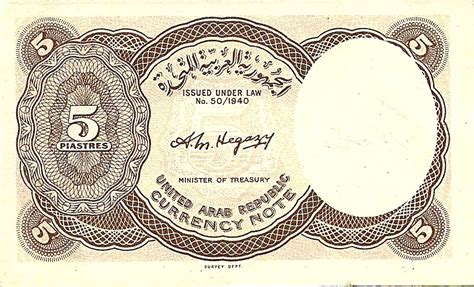 5 5
الجمهورية العربية المتحدة
ISSUED UNDER LAW
No. 50/1940
5
PIASTRES
A.M. Hegazy
MINISTER OF TREASURY
UNITED ARAB REPUBLIC
CURRENCY NOTE
5 5
SURVEY DEPT.